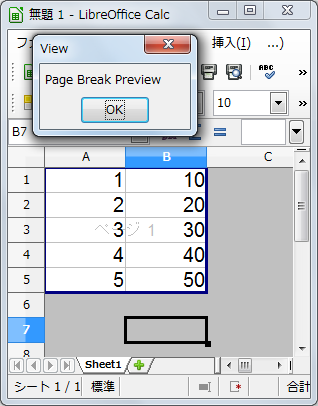 無題 1 - LibreOffice Calc
View
Page Break Preview
OK
挿入(I) ...)
ABC
10
B7
A B C
1 1 10
2 2 20
3 3 30
ページ 1
4 4 40
5 5 50
6
7
8
Sheet1
シート 1 / 1 標準 合計